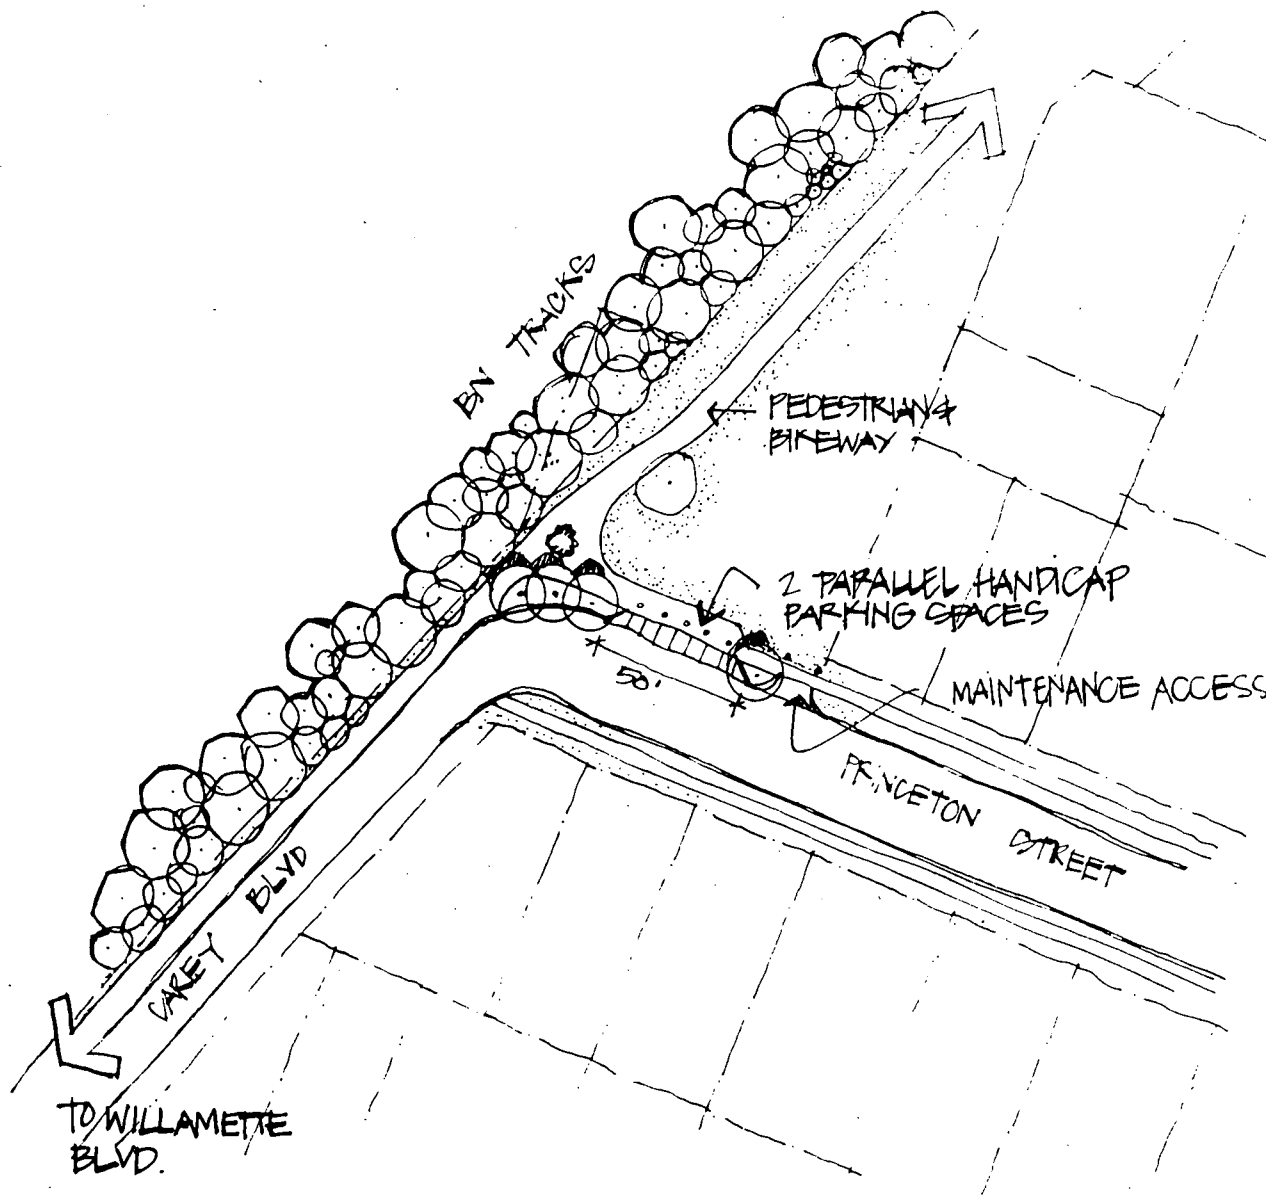 BN TRACKS
PEDESTRIAN &
BIKEWAY
2 PARALLEL HANDICAP
PARKING SPACES
50'
MAINTENANCE ACCESS
PRINCETON STREET
CAREY BLVD
TO WILLAMETTE
BLVD.